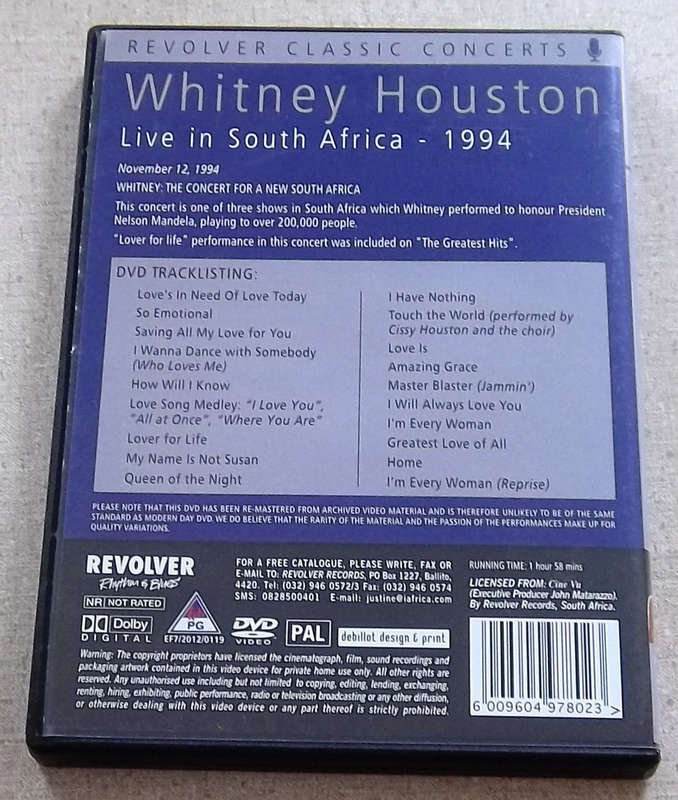 REVOLVER CLASSIC CONCERTS
Whitney Houston
Live in South Africa - 1994
November 12, 1994
WHITNEY: THE CONCERT FOR A NEW SOUTH AFRICA
This concert is one of three shows in South Africa which Whitney performed to honour President
Nelson Mandela, playing to over 200,000 people.
"Lover for life" performance in this concert was included on "The Greatest Hits".
DVD TRACKLISTING:
Love's In Need Of Love Today
So Emotional
Saving All My Love for You
I Wanna Dance with Somebody
(Who Loves Me)
How Will I Know
Love Song Medley: "I Love You",
"All at Once", "Where You Are"
Lover for Life
My Name Is Not Susan
Queen of the Night
I Have Nothing
Touch the World (performed by
Cissy Houston and the choir)
Love Is
Amazing Grace
Master Blaster (Jammin')
I Will Always Love You
I'm Every Woman
Greatest Love of All
Home
I'm Every Woman (Reprise)
PLEASE NOTE THAT THIS DVD HAS BEEN RE-MASTERED FROM ARCHIVED VIDEO MATERIAL AND IS THEREFORE UNLIKELY TO BE OF THE SAME
STANDARD AS MODERN DAY DVD. WE DO BELIEVE THAT THE RARITY OF THE MATERIAL AND THE PASSION OF THE PERFORMANCES MAKE UP FOR
QUALITY VARIATIONS.
REVOLVER
Rhythm & Blues
NR NOT RATED
Dolby
DIGITAL
PG
EF7/2012/0119
DVD
VIDEO
PAL
debillot design & print
FOR A FREE CATALOGUE, PLEASE WRITE, FAX OR
E-MAIL TO: REVOLVER RECORDS, PO Box 1227, Ballito,
4420. Tel: (032) 946 0572/3 Fax: (032) 946 0574
SMS: 0828500401 E-mail: justine@iafrica.com
RUNNING TIME: 1 hour 58 mins
LICENSED FROM: Cine Vu
(Executive Producer John Matarazzo).
By Revolver Records, South Africa.
Warning: The copyright proprietors have licensed the cinematograph, film, sound recordings and
packaging artwork contained in this video device for private home use only. All other rights are
reserved. Any unauthorised use including but not limited to copying, editing, lending, exchanging,
renting, hiring, exhibiting, public performance, radio or television broadcasting or any other diffusion,
or otherwise dealing with this video device or any part thereof is strictly prohibited.
6 009604 978023 >